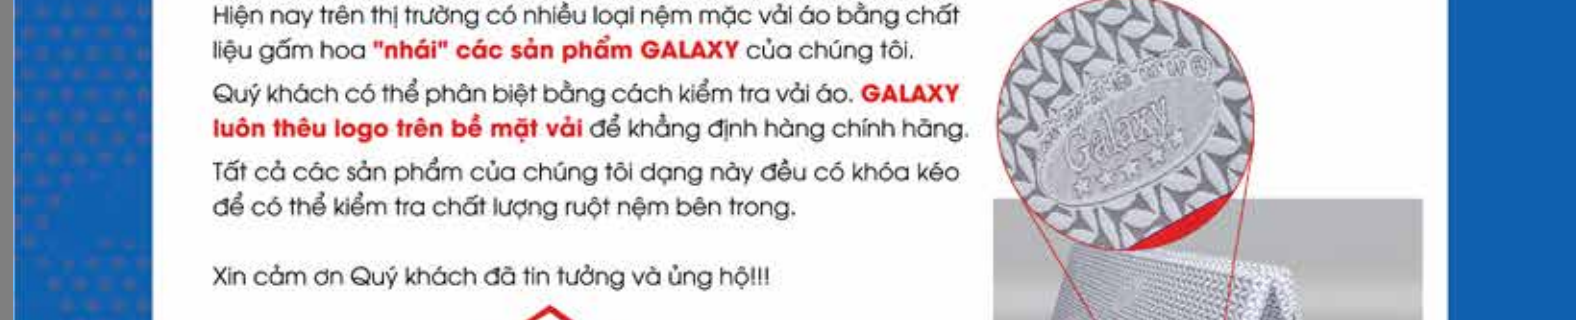 Hiện nay trên thị trường có nhiều loại nệm mặc vải áo bằng chất
liệu gấm hoa "nhái" các sản phẩm GALAXY của chúng tôi.
Quý khách có thể phân biệt bằng cách kiểm tra vải áo. GALAXY
luôn thêu logo trên bề mặt vải để khẳng định hàng chính hãng.
Tất cả các sản phẩm của chúng tôi dạng này đều có khóa kéo
để có thể kiểm tra chất lượng ruột nệm bên trong.
Xin cảm ơn Quý khách đã tin tưởng và ủng hộ!!!
Galaxy